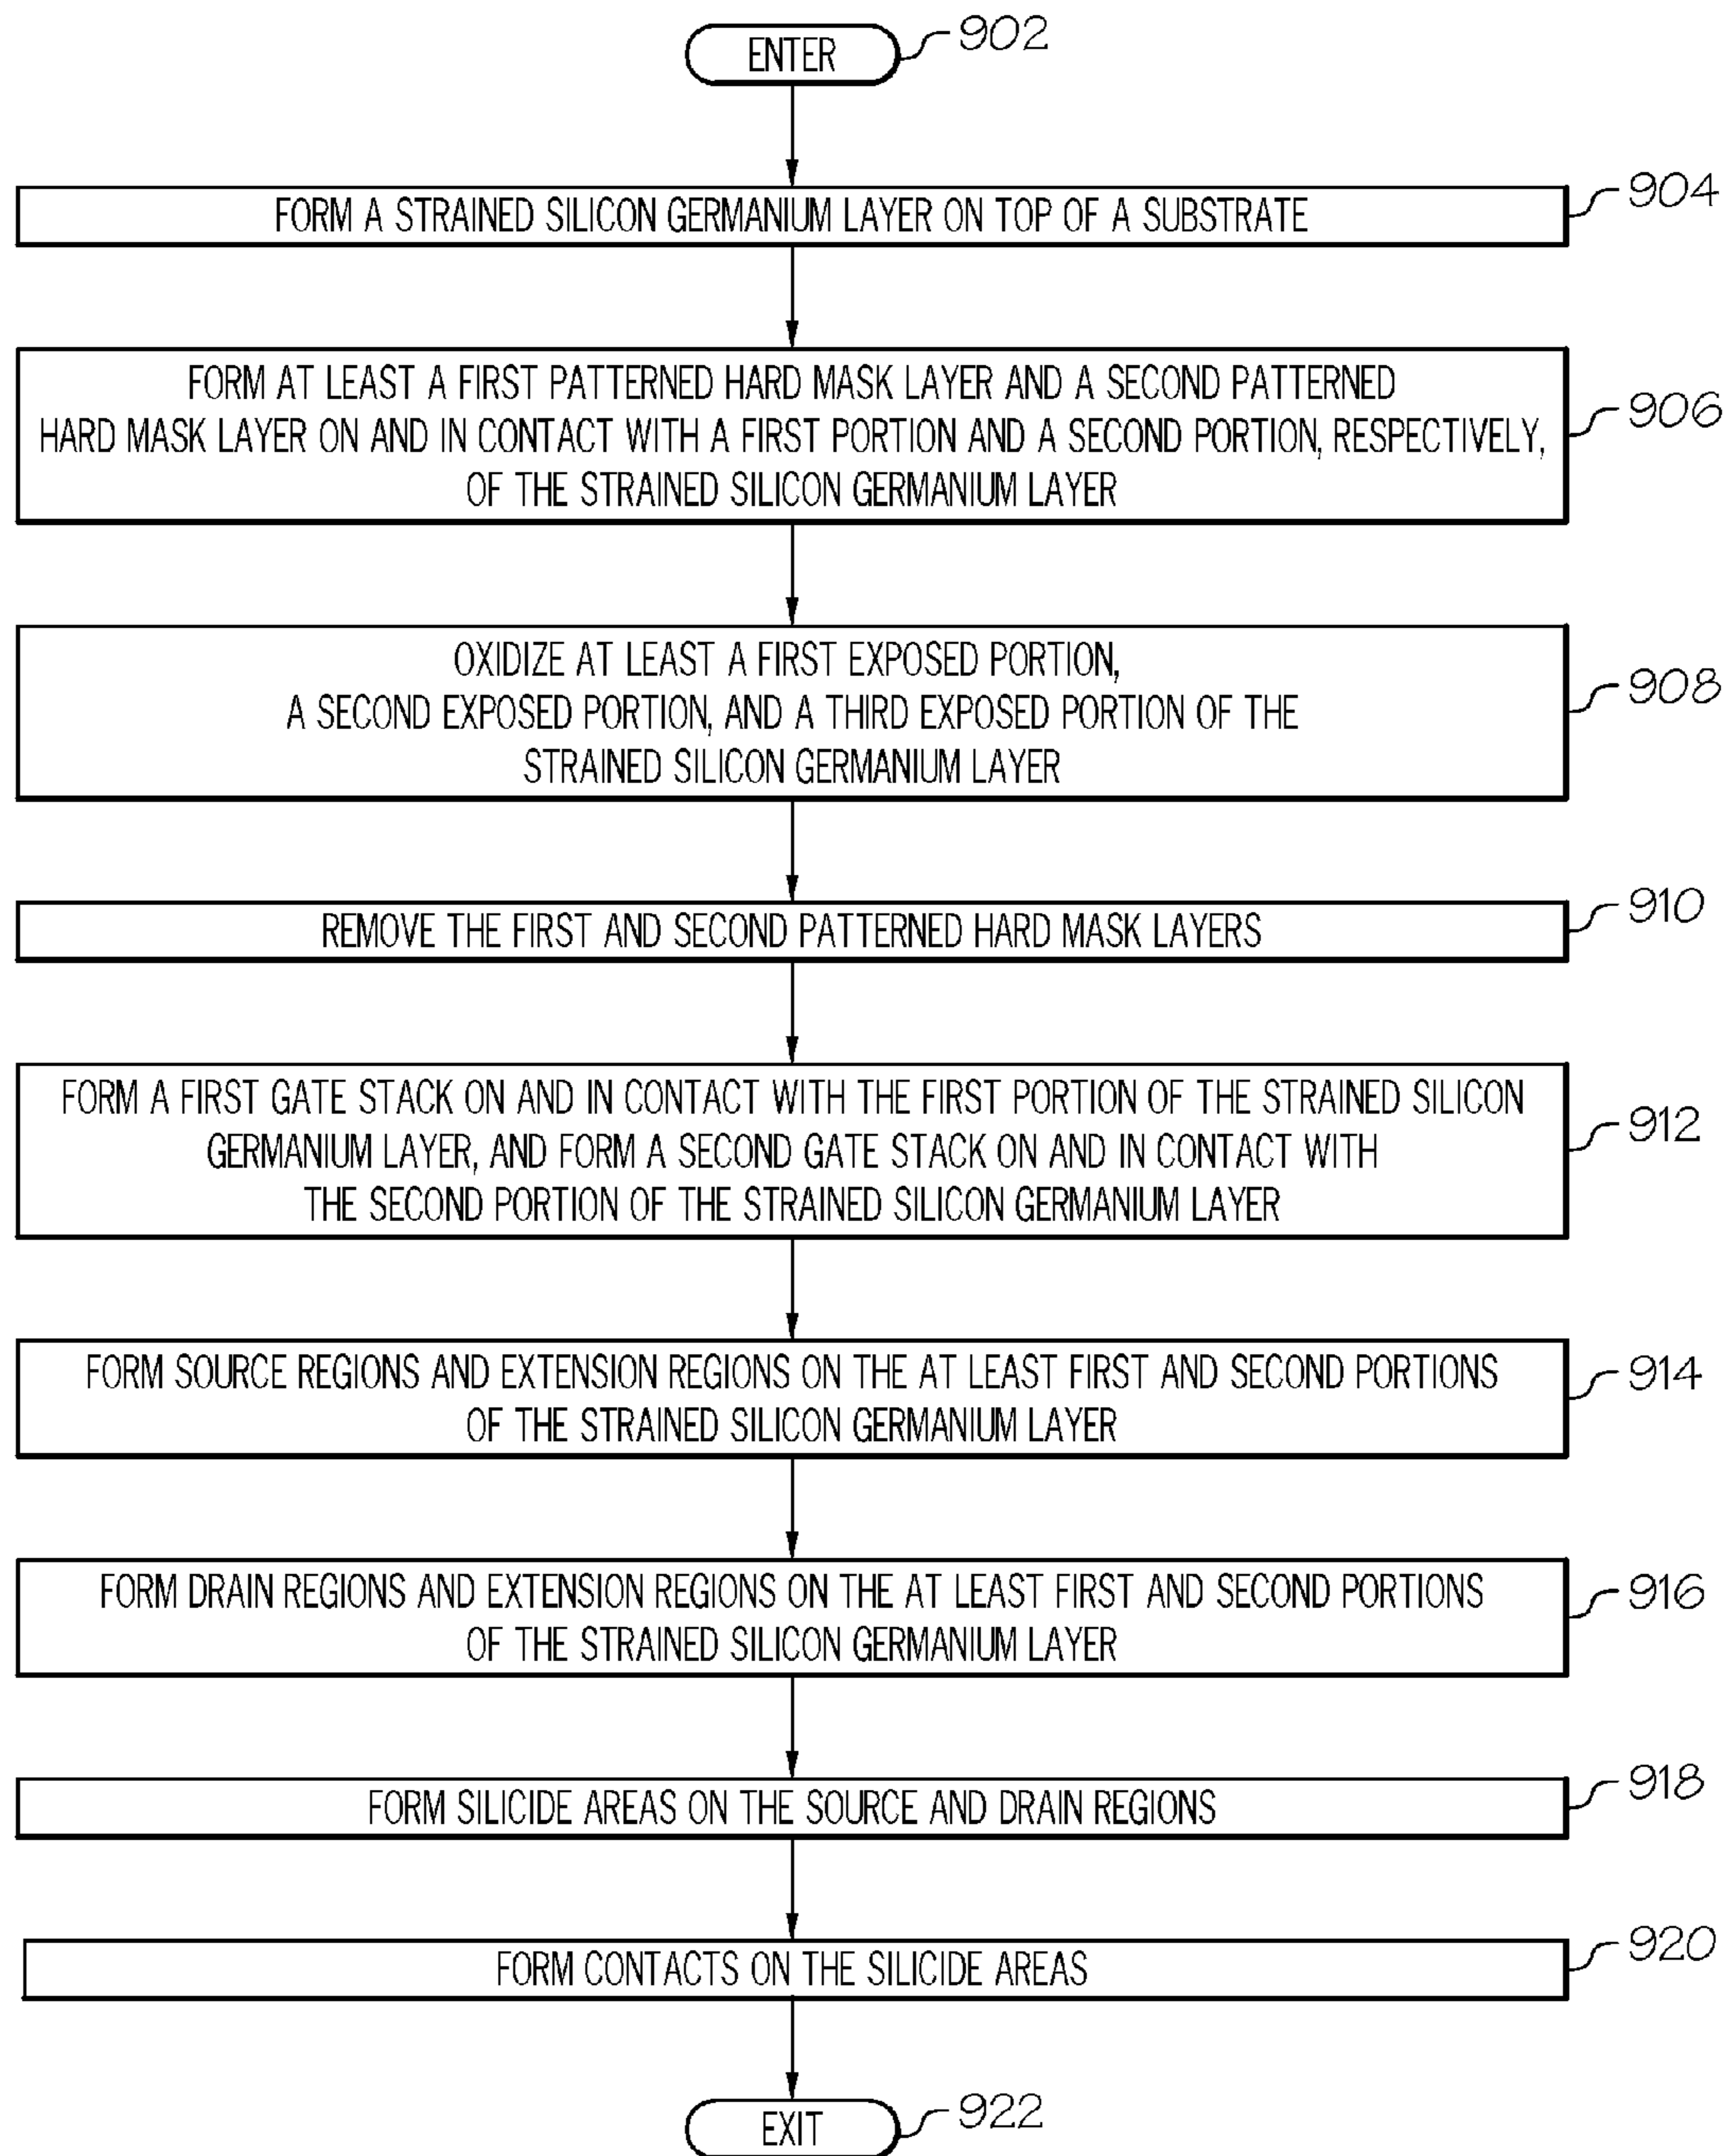 ENTER
902
FORM A STRAINED SILICON GERMANIUM LAYER ON TOP OF A SUBSTRATE
904
FORM AT LEAST A FIRST PATTERNED HARD MASK LAYER AND A SECOND PATTERNED
HARD MASK LAYER ON AND IN CONTACT WITH A FIRST PORTION AND A SECOND PORTION, RESPECTIVELY,
OF THE STRAINED SILICON GERMANIUM LAYER
906
OXIDIZE AT LEAST A FIRST EXPOSED PORTION,
A SECOND EXPOSED PORTION, AND A THIRD EXPOSED PORTION OF THE
STRAINED SILICON GERMANIUM LAYER
908
REMOVE THE FIRST AND SECOND PATTERNED HARD MASK LAYERS
910
FORM A FIRST GATE STACK ON AND IN CONTACT WITH THE FIRST PORTION OF THE STRAINED SILICON
GERMANIUM LAYER, AND FORM A SECOND GATE STACK ON AND IN CONTACT WITH
THE SECOND PORTION OF THE STRAINED SILICON GERMANIUM LAYER
912
FORM SOURCE REGIONS AND EXTENSION REGIONS ON THE AT LEAST FIRST AND SECOND PORTIONS
OF THE STRAINED SILICON GERMANIUM LAYER
914
FORM DRAIN REGIONS AND EXTENSION REGIONS ON THE AT LEAST FIRST AND SECOND PORTIONS
OF THE STRAINED SILICON GERMANIUM LAYER
916
FORM SILICIDE AREAS ON THE SOURCE AND DRAIN REGIONS
918
FORM CONTACTS ON THE SILICIDE AREAS
920
EXIT
922